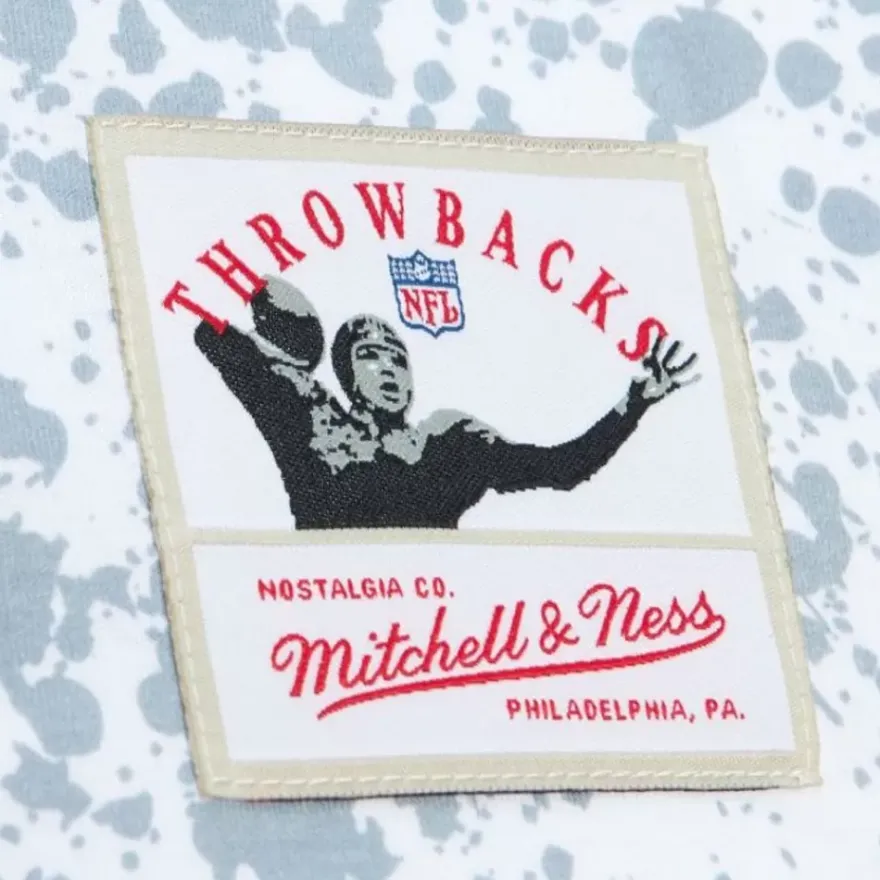 THROWBACKS
NFL
NOSTALGIA CO.
Mitchell & Ness
PHILADELPHIA, PA.